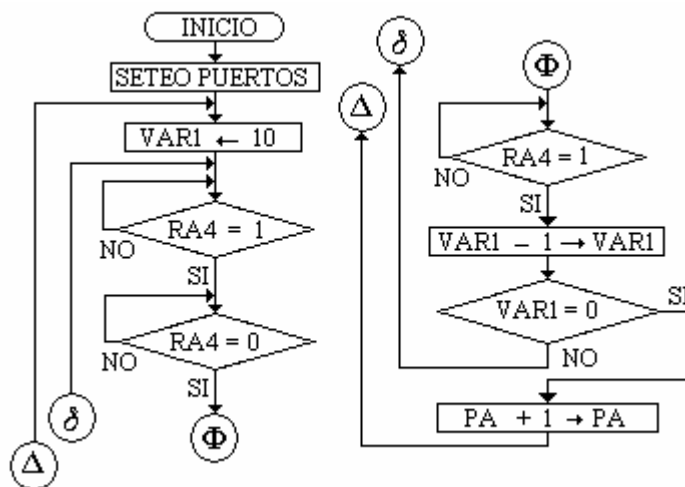 INICIO
SETEO PUERTOS
VAR1 ← 10
RA4 = 1
NO
SI
RA4 = 0
NO
SI
δ
Φ
Δ
δ
Φ
Δ
RA4 = 1
NO
SI
VAR1 - 1 → VAR1
VAR1 = 0
SI
NO
PA + 1 → PA